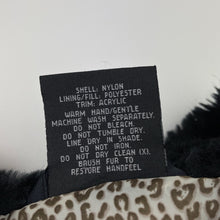 SHELL: NYLON
LINING/FILL: POLYESTER
TRIM: ACRYLIC
WARM HAND/GENTLE
MACHINE WASH SEPARATELY.
DO NOT BLEACH.
DO NOT TUMBLE DRY.
LINE DRY IN SHADE.
DO NOT IRON.
DO NOT DRY CLEAN (X).
BRUSH FUR TO
RESTORE HANDFEEL